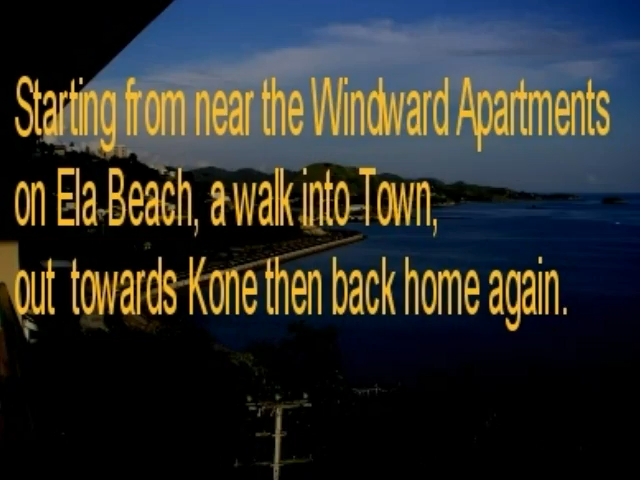 Starting from near the Windward Apartments
on Ela Beach, a walk into Town,
out towards Kone then back home again.